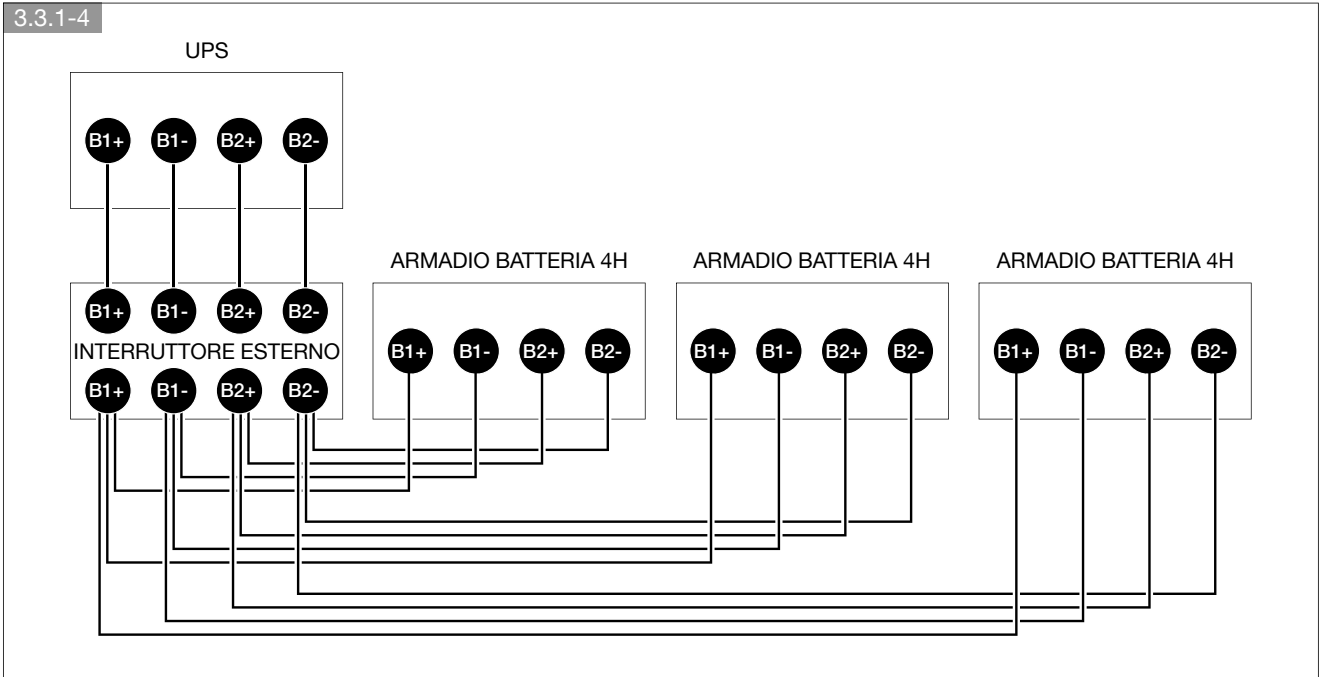 3.3.1-4
UPS
B1+ B1- B2+ B2-
ARMADIO BATTERIA 4H ARMADIO BATTERIA 4H ARMADIO BATTERIA 4H
B1+ B1- B2+ B2-
INTERRUTTORE ESTERNO
B1+ B1- B2+ B2- B1+ B1- B2+ B2- B1+ B1- B2+ B2-
B1+ B1- B2+ B2-